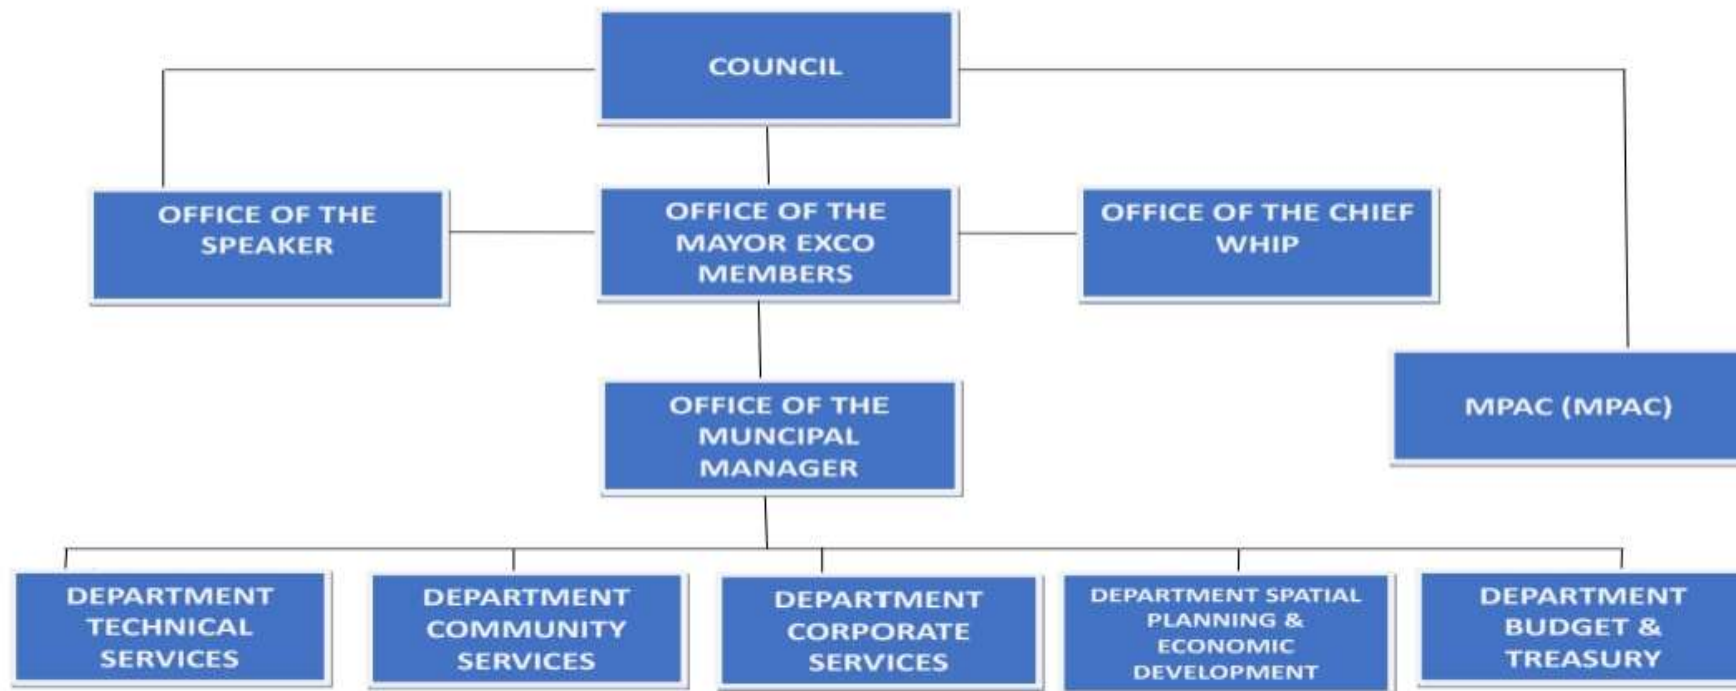 COUNCIL
OFFICE OF THE
SPEAKER
OFFICE OF THE
MAYOR EXCO
MEMBERS
OFFICE OF THE CHIEF
WHIP
OFFICE OF THE
MUNCIPAL
MANAGER
MPAC (MPAC)
DEPARTMENT
TECHNICAL
SERVICES
DEPARTMENT
COMMUNITY
SERVICES
DEPARTMENT
CORPORATE
SERVICES
DEPARTMENT SPATIAL
PLANNING &
ECONOMIC
DEVELOPMENT
DEPARTMENT
BUDGET &
TREASURY